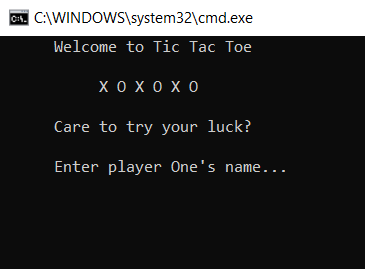 C:\WINDOWS\system32\cmd.exe
Welcome to Tic Tac Toe
X O X O X O
Care to try your luck?
Enter player One's name...